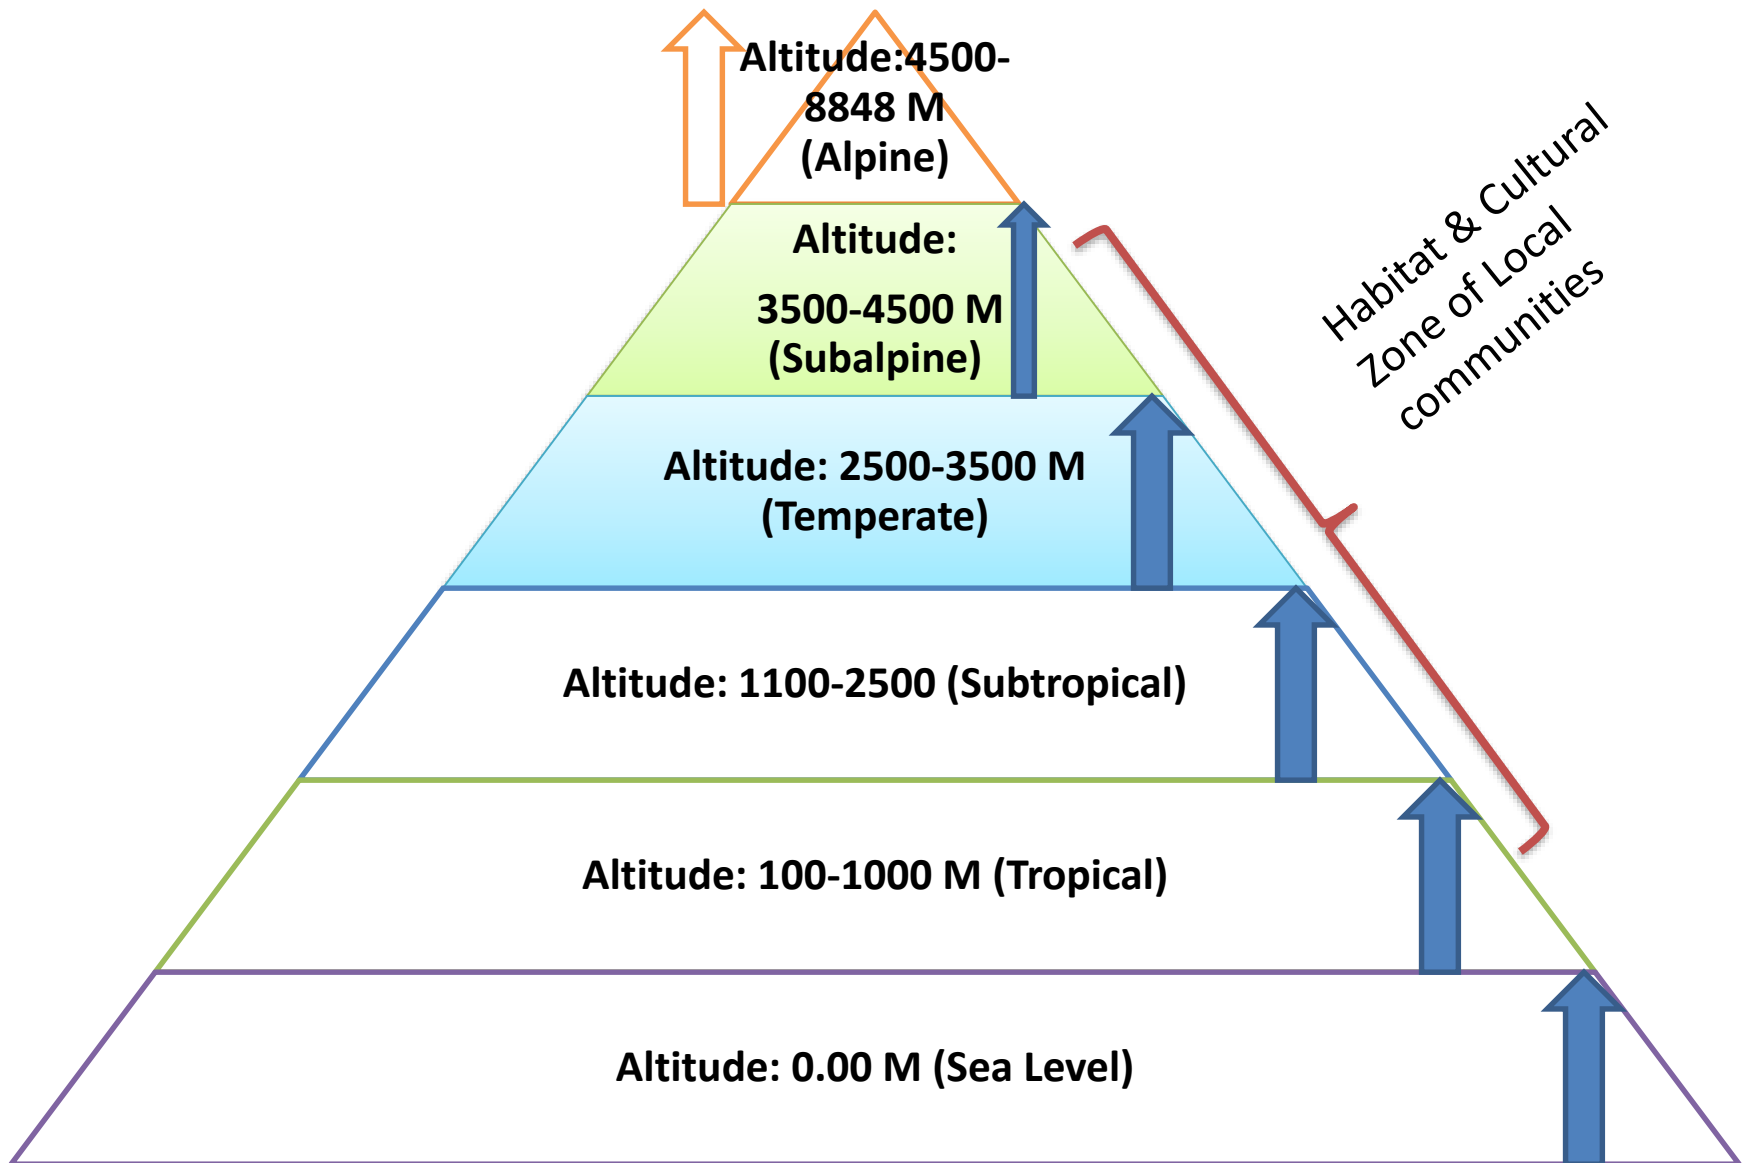 Altitude:4500-
8848 M
(Alpine)
Altitude:
3500-4500 M
(Subalpine)
Altitude: 2500-3500 M
(Temperate)
Altitude: 1100-2500 (Subtropical)
Altitude: 100-1000 M (Tropical)
Altitude: 0.00 M (Sea Level)
Habitat & Cultural
Zone of Local
communities